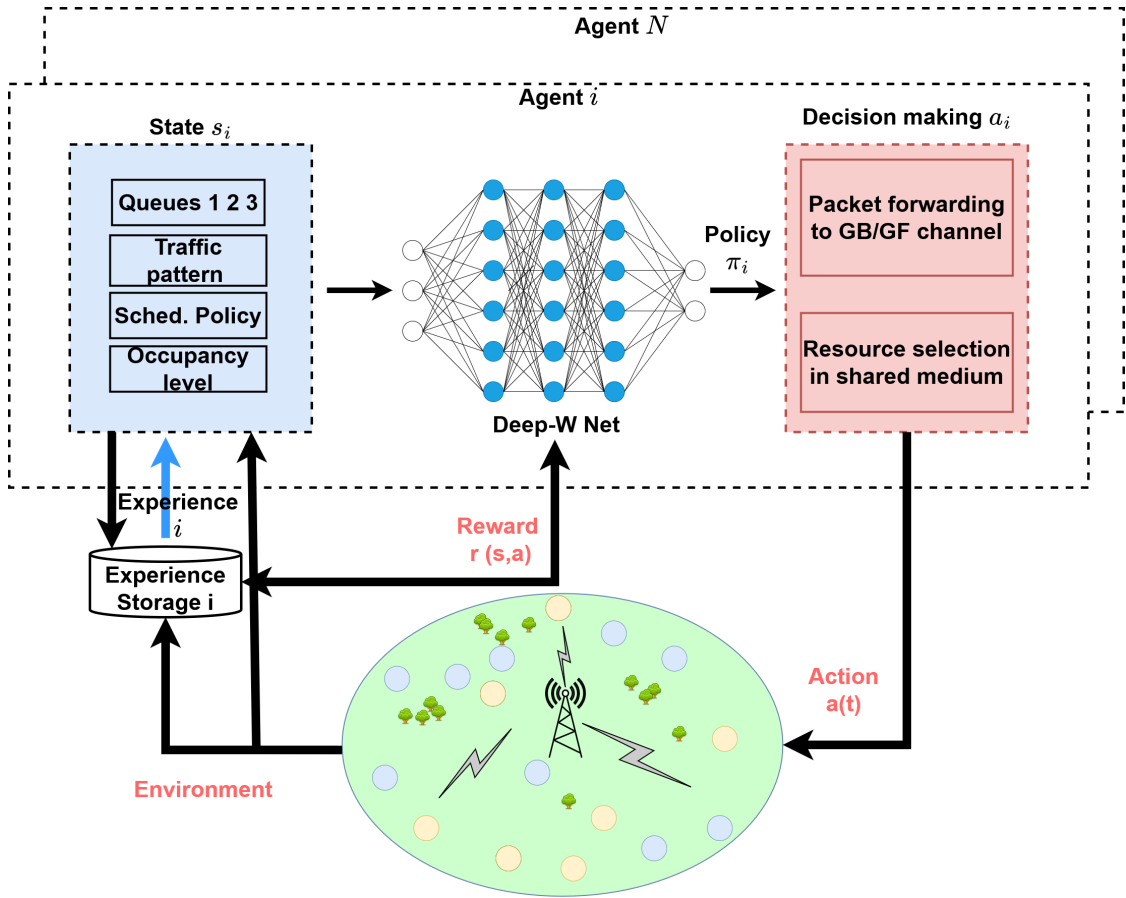 Agent N
Agent i
State s_i
Decision making a_i
Queues 1 2 3
Traffic
pattern
Sched. Policy
Occupancy
level
Packet forwarding
to GB/GF channel
Policy
π_i
Resource selection
in shared medium
Deep-W Net
Experience
i
Reward
r (s,a)
Experience
Storage i
Action
a(t)
Environment